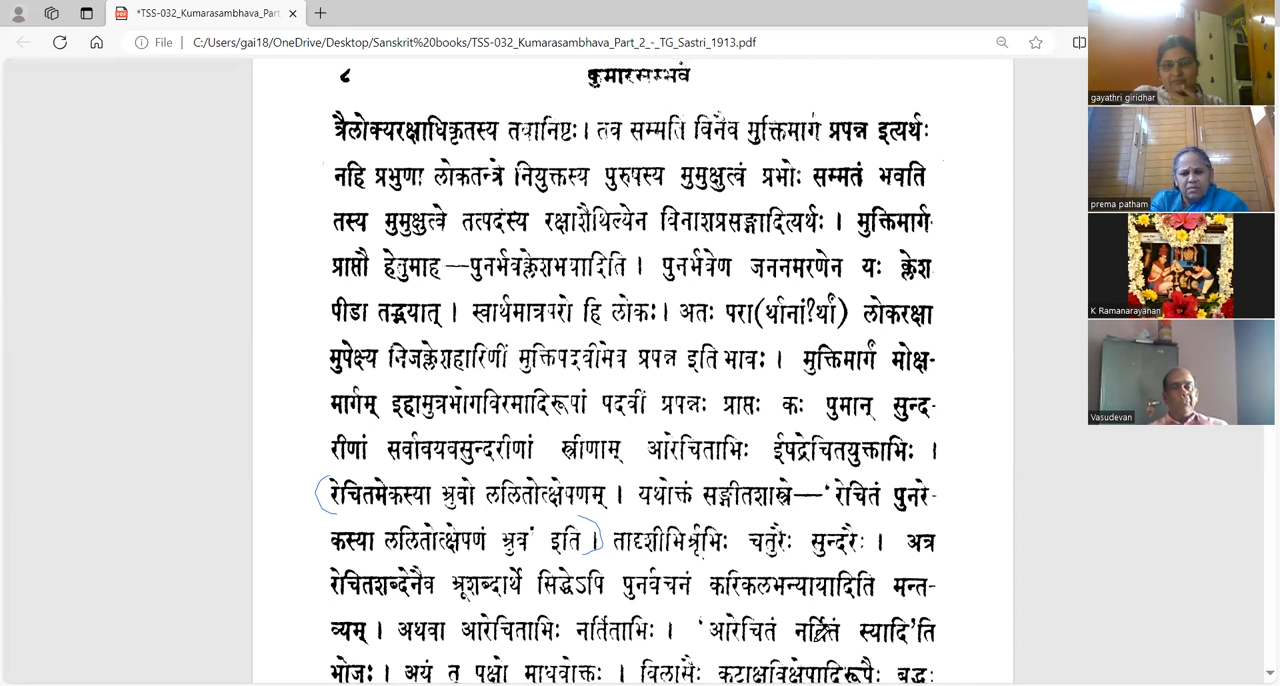 *TSS-032_Kumarasambhava_Part
File
C:/Users/gai18/OneDrive/Desktop/Sanskrit%20books/TSS-032_Kumarasambhava_Part_2_-_TG_Sastri_1913.pdf
८ कुमारसम्भवे
त्रैलोक्यरक्षाधिकृतस्य तवानिष्टः । तव सम्मतिं विनैव मुक्तिमार्गं प्रपन्न इत्यर्थः
नहि प्रभुणा लोकतन्त्रे नियुक्तस्य पुरुषस्य मुमुक्षुत्वं प्रभोः सम्मतं भवति
तस्य मुमुक्षुत्वे तत्पदस्य रक्षाशैथिल्येन विनाशप्रसङ्गादित्यर्थः । मुक्तिमार्ग
प्राप्तौ हेतुमाह — पुनर्भवक्लेशभयादिति । पुनर्भवेण जननमरणेन यः क्लेश
पीडा तद्भयात् । स्वार्थमात्रपरो हि लोकः । अतः परा(र्थानां?र्थां) लोकरक्षा
मुपेक्ष्य निजक्लेशहारिणीं मुक्तिपदवीमेव प्रपन्न इति भावः । मुक्तिमार्गं मोक्ष-
मार्गम् इहामुत्रभोगविरमादिरूपां पदवीं प्रपन्नः प्राप्तः कः पुमान् सुन्द-
रीणां सर्वावयवसुन्दरीणां स्त्रीणाम् आरेचिताभिः ईषद्रेचितयुक्ताभिः ।
रेचितमेकस्या भ्रुवो ललितोत्क्षेपणम् । यथोक्तं सङ्गीतशास्त्रे — ‘रेचितं पुनरे-
कस्या ललितोत्क्षेपणं भ्रुवः इति । तादृशीभिर्भ्रूभिः चतुरैः सुन्दरैः । अत्र
रेचितशब्देनैव भ्रूशब्दार्थे सिद्धेऽपि पुनर्वचनं करिकलभन्यायादिति मन्त-
व्यम् । अथवा आरेचिताभिः नर्तिताभिः । ‘आरेचितं नर्तितं स्यादि’ति
भोजः । अयं तु पक्षो माधवोक्तः । विलासैः कटाक्षविक्षेपादिरूपैः बद्धः
gayathri giridhar
prema patham
K Ramanarayanan
Vasudevan